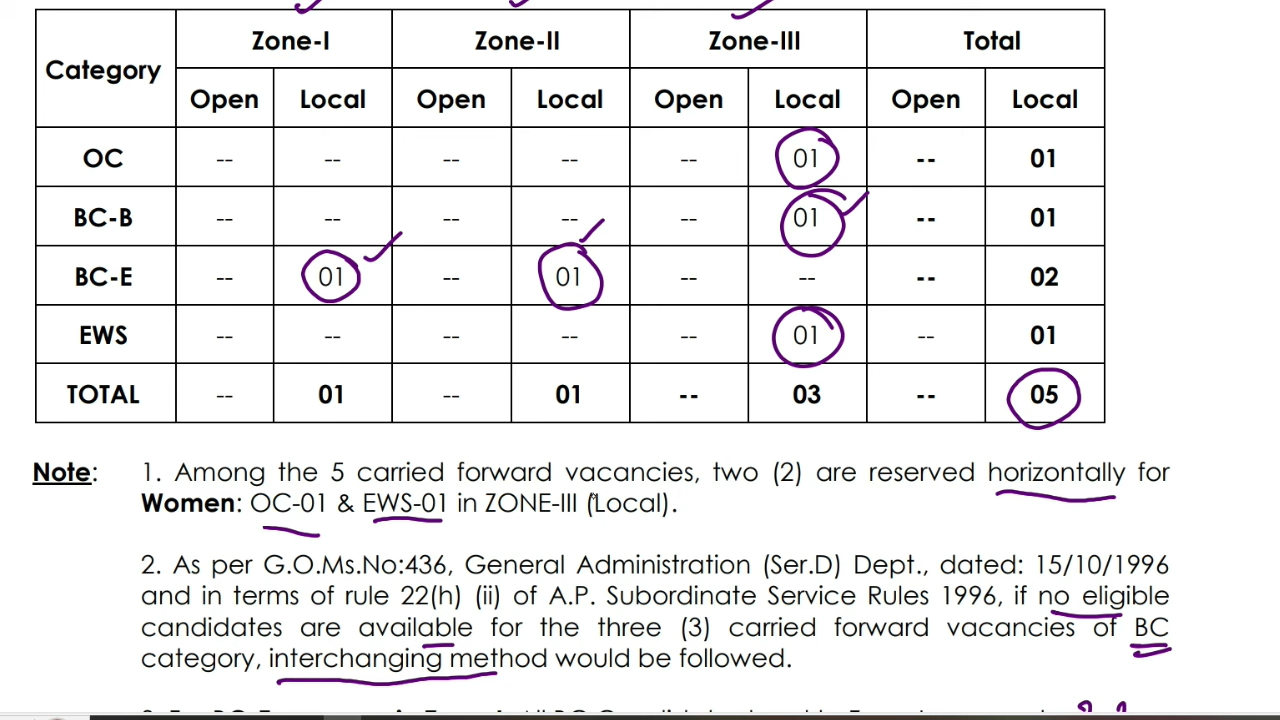 Category Zone-I Zone-II Zone-III Total
Open Local Open Local Open Local Open Local
OC -- -- -- -- -- 01 -- 01
BC-B -- -- -- -- -- 01 -- 01
BC-E -- 01 -- 01 -- -- -- 02
EWS -- -- -- -- -- 01 -- 01
TOTAL -- 01 -- 01 -- 03 -- 05
Note: 1. Among the 5 carried forward vacancies, two (2) are reserved horizontally for
Women: OC-01 & EWS-01 in ZONE-III (Local).
2. As per G.O.Ms.No:436, General Administration (Ser.D) Dept., dated: 15/10/1996
and in terms of rule 22(h) (ii) of A.P. Subordinate Service Rules 1996, if no eligible
candidates are available for the three (3) carried forward vacancies of BC
category, interchanging method would be followed.